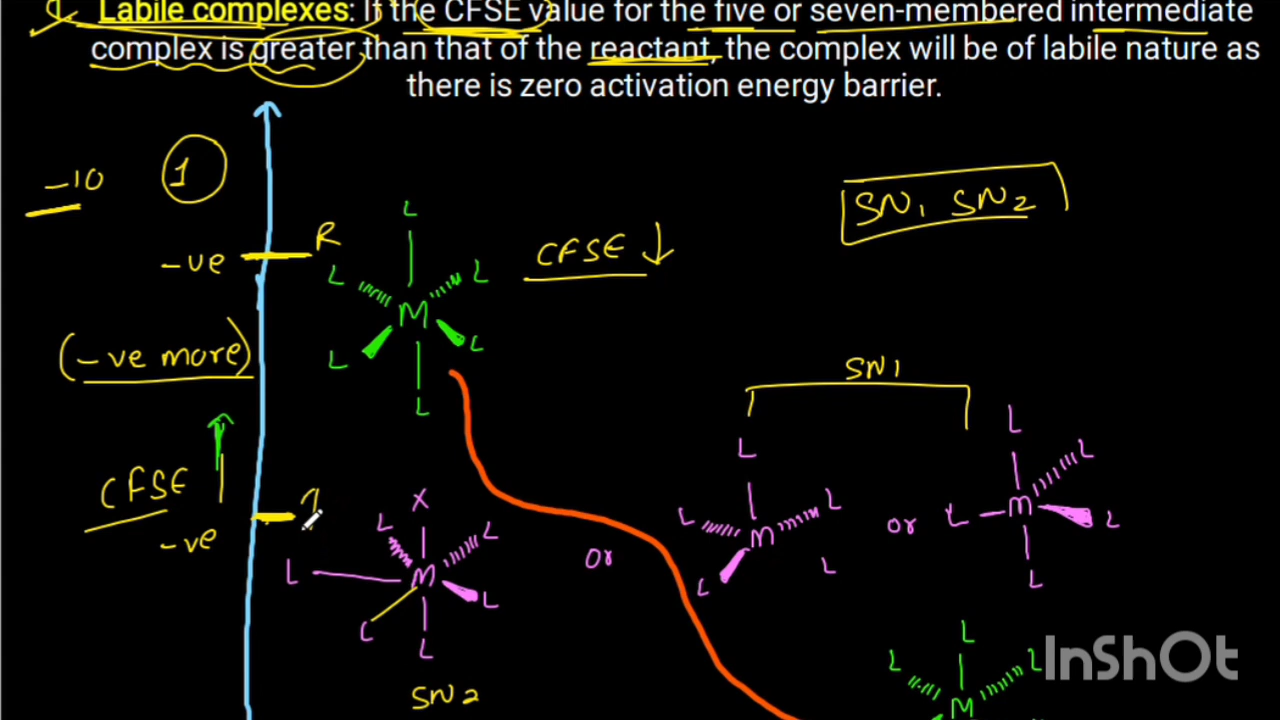 Labile complexes: If the CFSE value for the five or seven-membered intermediate
complex is greater than that of the reactant, the complex will be of labile nature as
there is zero activation energy barrier.
-10
1
SN1 SN2
-ve
R
CFSE ↓
L
L
L
M
L
L
L
(-ve more)
SN1
CFSE ↑
-ve
X
L
L
L
M
L
L
L
SN2
or
L
L
L
M
L
L
or
L
L
L
M
L
L
L
L
L
M
InShOt